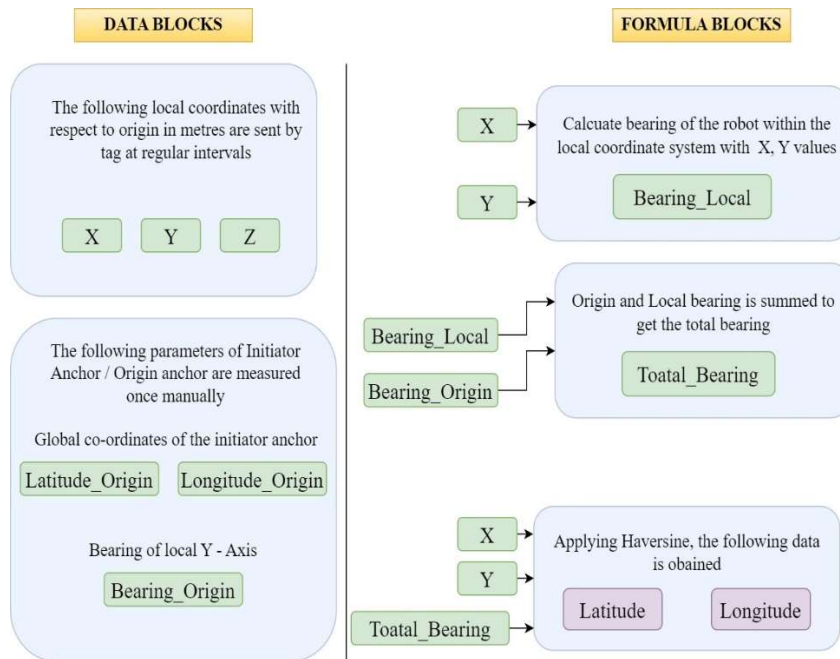 DATA BLOCKS
The following local coordinates with
respect to origin in metres are sent by
tag at regular intervals
X Y Z
The following parameters of Initiator
Anchor / Origin anchor are measured
once manually
Global co-ordinates of the initiator anchor
Latitude_Origin Longitude_Origin
Bearing of local Y - Axis
Bearing_Origin
FORMULA BLOCKS
X
Y
Calcuate bearing of the robot within the
local coordinate system with X, Y values
Bearing_Local
Bearing_Local
Bearing_Origin
Origin and Local bearing is summed to
get the total bearing
Toatal_Bearing
X
Y
Toatal_Bearing
Applying Haversine, the following data
is obained
Latitude Longitude